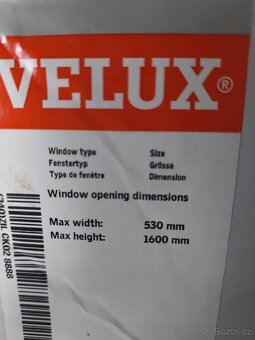 VELUX®
Window type Size
Fenstertyp Grösse
Type de fenêtre Dimension
Window opening dimensions
Max width: 530 mm
Max height: 1600 mm
CK02 8888
Bazoš.cz